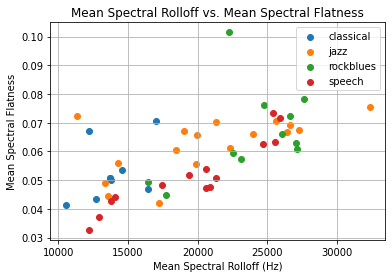 Mean Spectral Rolloff vs. Mean Spectral Flatness
classical
jazz
rockblues
speech
0.10
0.09
0.08
0.07
0.06
0.05
0.04
0.03
Mean Spectral Flatness
10000 15000 20000 25000 30000
Mean Spectral Rolloff (Hz)